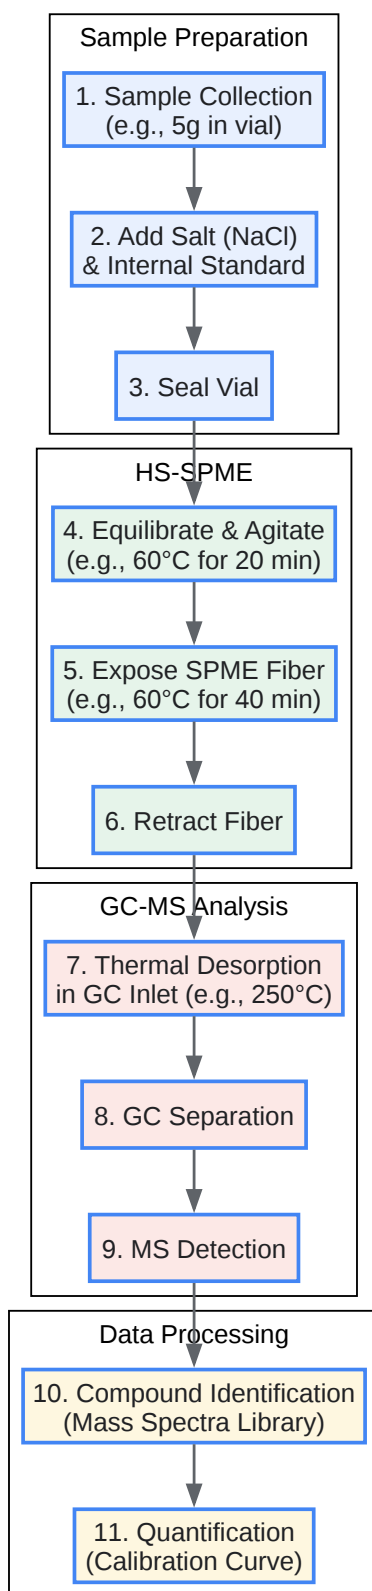 Sample Preparation
1. Sample Collection
(e.g., 5g in vial)
2. Add Salt (NaCl)
& Internal Standard
3. Seal Vial
HS-SPME
4. Equilibrate & Agitate
(e.g., 60°C for 20 min)
5. Expose SPME Fiber
(e.g., 60°C for 40 min)
6. Retract Fiber
GC-MS Analysis
7. Thermal Desorption
in GC Inlet (e.g., 250°C)
8. GC Separation
9. MS Detection
Data Processing
10. Compound Identification
(Mass Spectra Library)
11. Quantification
(Calibration Curve)